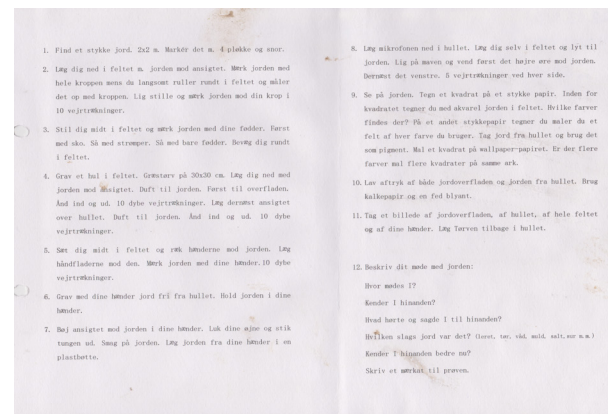 1. Find et stykke jord. 2x2 m. Markér det m. 4 pløkke og snor.
2. Læg dig ned i feltet m. jorden mod ansigtet. Mærk jorden med
hele kroppen mens du langsomt ruller rundt i feltet og måler
det op med kroppen. Lig stille og mærk jorden mod din krop i
10 vejrtrækninger.
3. Stil dig midt i feltet og mærk jorden med dine fødder. Først
med sko. Så med strømper. Så med bare fødder. Bevæg dig rundt
i feltet.
4. Grav et hul i feltet. Græstørv på 30x30 cm. Læg dig ned med
jorden mod ansigtet. Duft til jorden. Først til overfladen.
Ånd ind og ud. 10 dybe vejrtrækninger. Læg dernæst ansigtet
over hullet. Duft til jorden. Ånd ind og ud. 10 dybe
vejrtrækninger.
5. Sæt dig midt i feltet og ræk hænderne mod jorden. Læg
håndfladerne mod den. Mærk jorden med dine hænder. 10 dybe
vejrtrækninger.
6. Grav med dine hænder jord fri fra hullet. Hold jorden i dine
hænder.
7. Bøj ansigtet mod jorden i dine hænder. Luk dine øjne og stik
tungen ud. Smag på jorden. Læg jorden fra dine hænder i en
plastbøtte.
8. Læg mikrofonen ned i hullet. Læg dig selv i feltet og lyt til
jorden. Lig på maven og vend først det højre øre mod jorden.
Dernæst det venstre. 5 vejrtrækninger ved hver side.
9. Se på jorden. Tegn et kvadrat på et stykke papir. Inden for
kvadratet tegner du med akvarel jorden i feltet. Hvilke farver
findes der? På et andet stykkepapir tegner du maler du et
felt af hver farve du bruger. Tag jord fra hullet og brug det
som pigment. Mal et kvadrat på wallpaper-papiret. Er der flere
farver mal flere kvadrater på samme ark.
10. Lav aftryk af både jordoverfladen og jorden fra hullet. Brug
kalkepapir og en fed blyant.
11. Tag et billede af jordoverfladen, af hullet, af hele feltet
og af dine hænder. Læg Tørven tilbage i hullet.
12. Beskriv dit møde med jorden:
Hvor mødes I?
Kender I hinanden?
Hvad hørte og sagde I til hinanden?
Hvilken slags jord var det? (leret, tør, våd, muld, salt, sur m.m.)
Kender I hinanden bedre nu?
Skriv et mærkat til prøven.